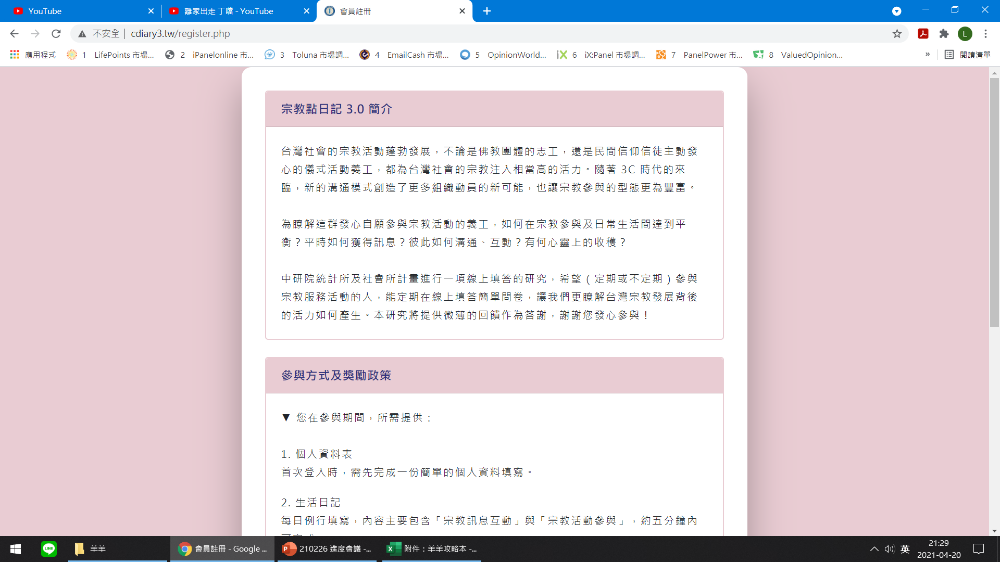 YouTube
離家出走 丁噹 - YouTube
會員註冊
不安全 | cdiary3.tw/register.php
應用程式
1 LifePoints 市場...
2 iPanelonline 市...
3 Toluna 市場調...
4 EmailCash 市場...
5 OpinionWorld...
6 iX:Panel 市場調...
7 PanelPower 市...
8 ValuedOpinion...
»
閱讀清單
L
宗教點日記 3.0 簡介
台灣社會的宗教活動蓬勃發展，不論是佛教團體的志工，還是民間信仰信徒主動發
心的儀式活動義工，都為台灣社會的宗教注入相當高的活力。隨著 3C 時代的來
臨，新的溝通模式創造了更多組織動員的新可能，也讓宗教參與的型態更為豐富。
為瞭解這群發心自願參與宗教活動的義工，如何在宗教參與及日常生活間達到平
衡？平時如何獲得訊息？彼此如何溝通、互動？有何心靈上的收穫？
中研院統計所及社會所計畫進行一項線上填答的研究，希望（定期或不定期）參與
宗教服務活動的人，能定期在線上填答簡單問卷，讓我們更瞭解台灣宗教發展背後
的活力如何產生。本研究將提供微薄的回饋作為答謝，謝謝您發心參與！
參與方式及獎勵政策
▼ 您在參與期間，所需提供：
1. 個人資料表
首次登入時，需先完成一份簡單的個人資料填寫。
2. 生活日記
每日例行填寫，內容主要包含「宗教訊息互動」與「宗教活動參與」，約五分鐘內
LINE
羊羊
會員註冊 - Google ...
210226 進度會議 -...
附件：羊羊攻略本 -...
英
21:29
2021-04-20